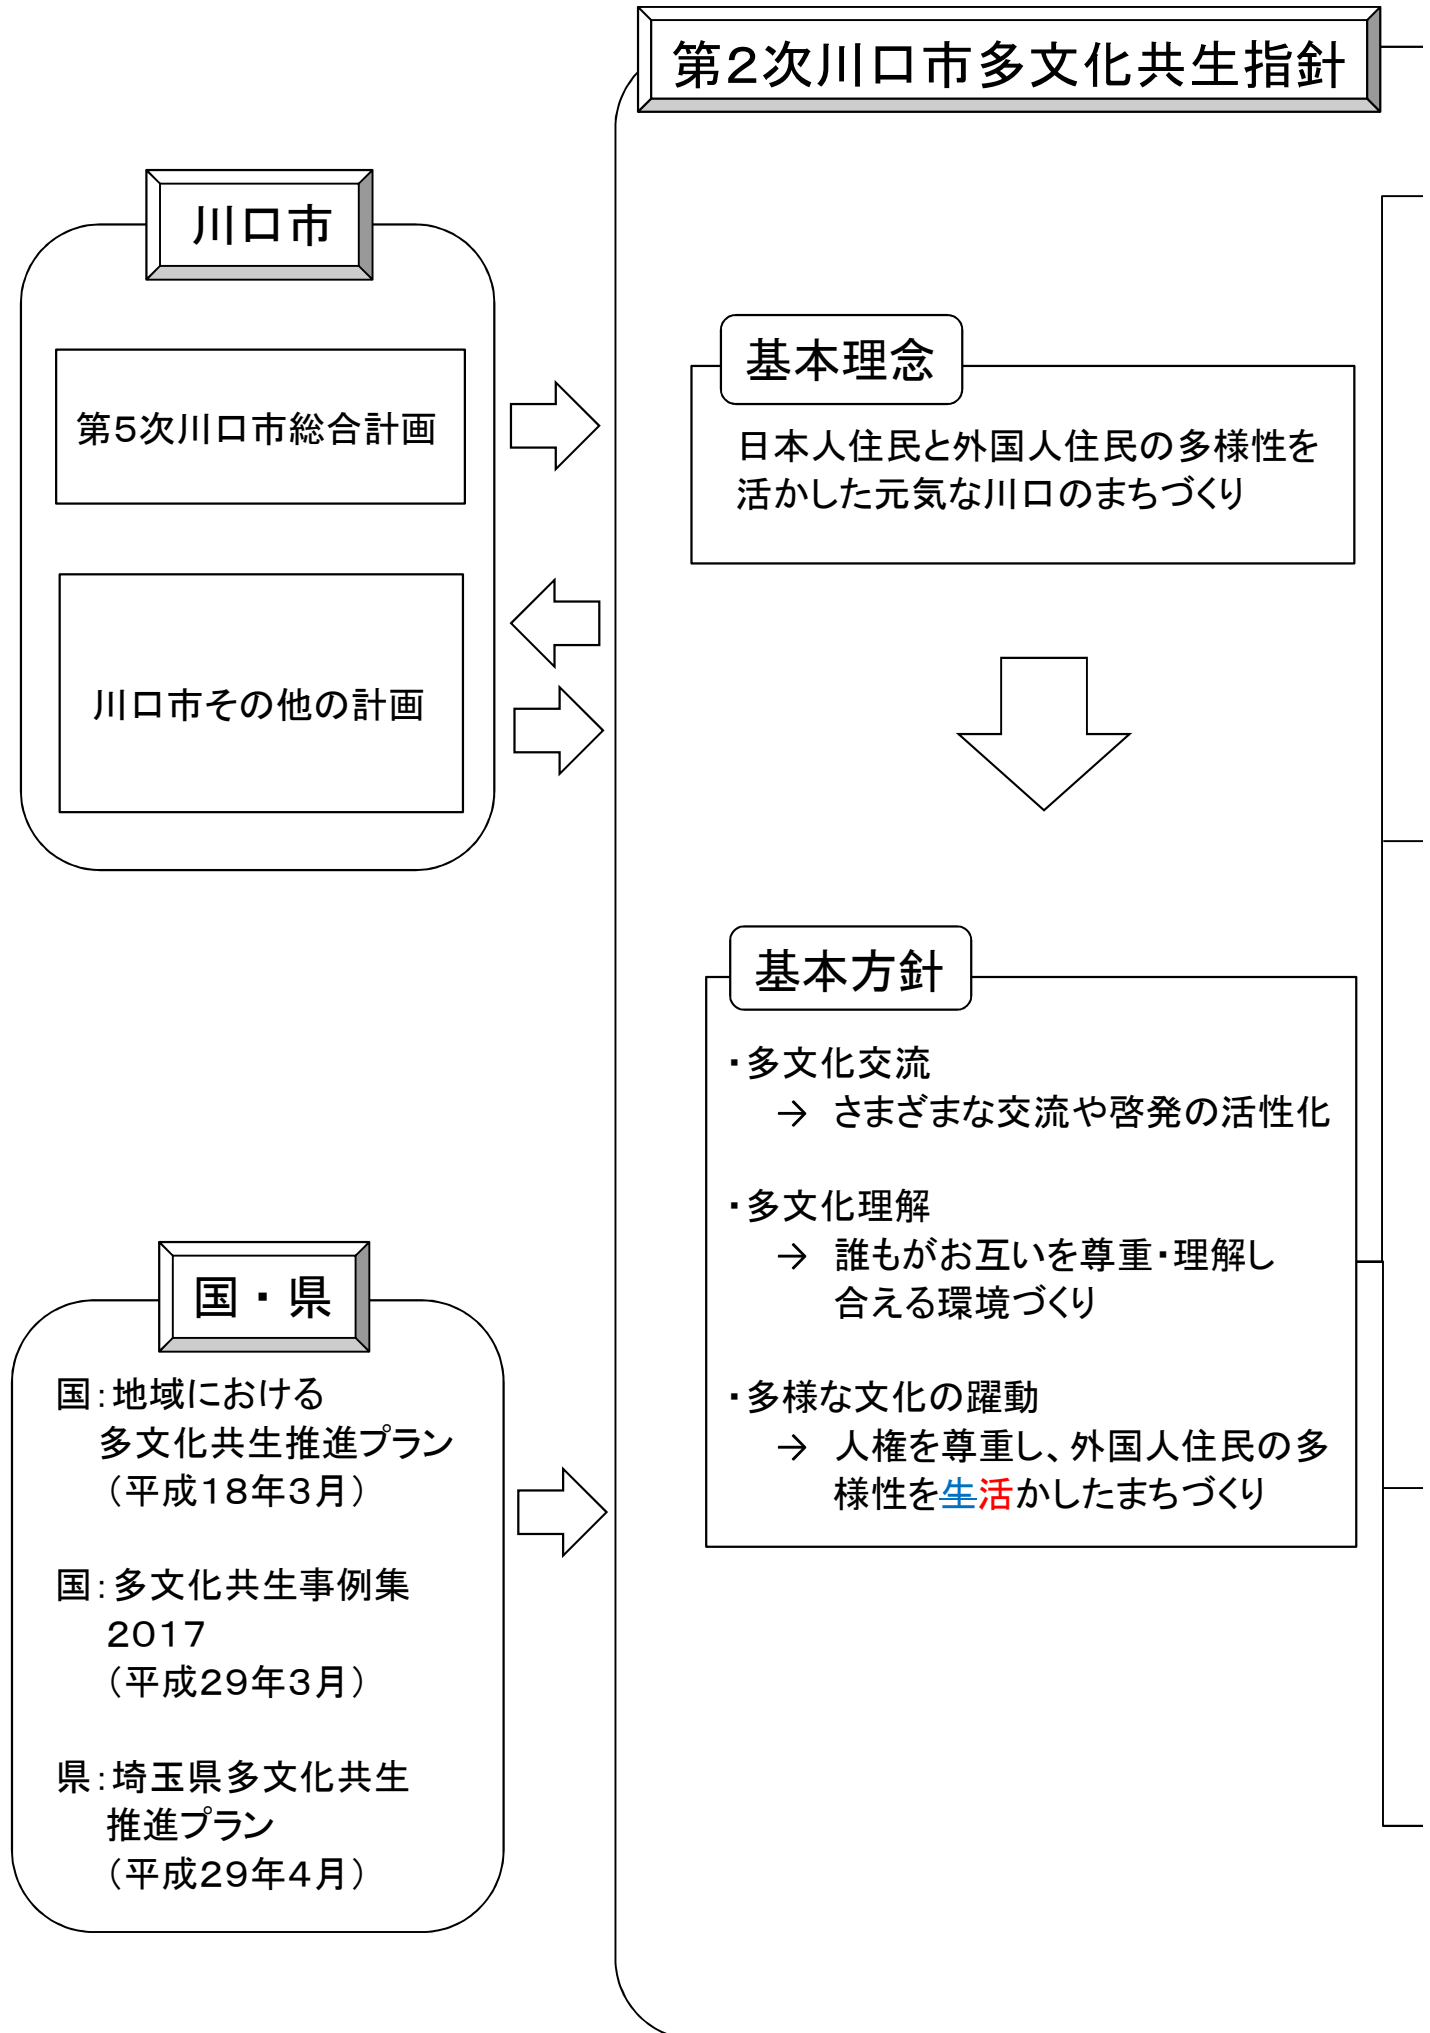 第2次川口市多文化共生指針
川口市
第5次川口市総合計画
川口市その他の計画
国・県
国:地域における
多文化共生推進プラン
(平成18年3月)
国:多文化共生事例集
2017
(平成29年3月)
県:埼玉県多文化共生
推進プラン
(平成29年4月)
基本理念
日本人住民と外国人住民の多様性を
活かした元気な川口のまちづくり
基本方針
・多文化交流
→ さまざまな交流や啓発の活性化
・多文化理解
→ 誰もがお互いを尊重・理解し
合える環境づくり
・多様な文化の躍動
→ 人権を尊重し、外国人住民の多
様性を生活かしたまちづくり